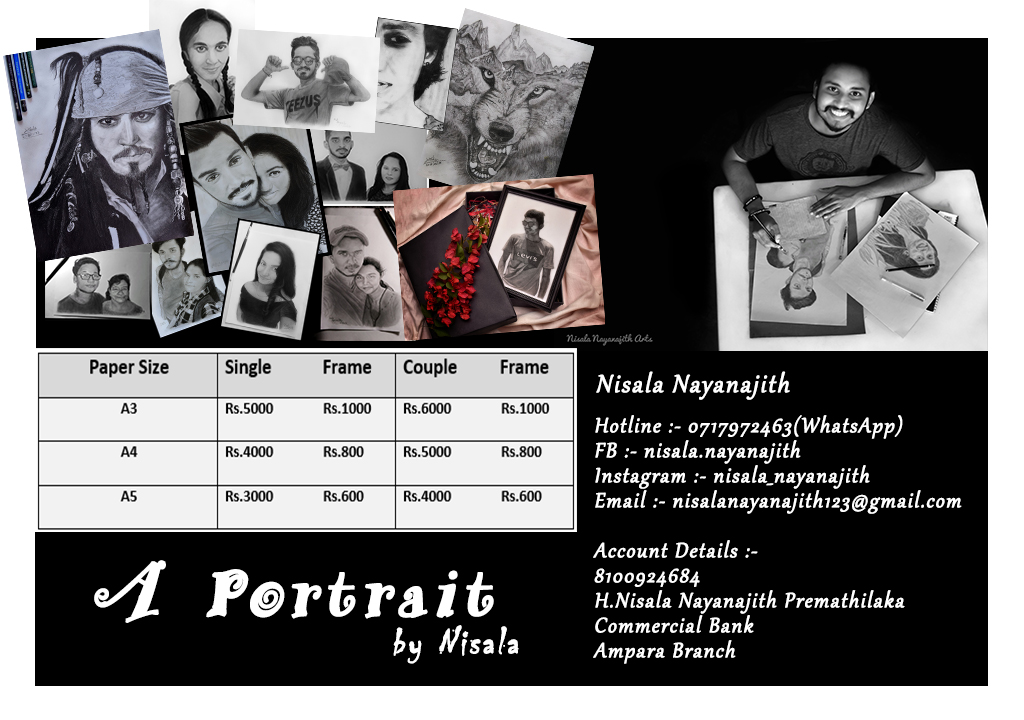 TEEZUS
LEVI'S
Nisala Nayanajith Arts
Paper Size Single Frame Couple Frame
A3 Rs.5000 Rs.1000 Rs.6000 Rs.1000
A4 Rs.4000 Rs.800 Rs.5000 Rs.800
A5 Rs.3000 Rs.600 Rs.4000 Rs.600
Nisala Nayanajith
Hotline :- 0717972463(WhatsApp)
FB :- nisala.nayanajith
Instagram :- nisala_nayanajith
Email :- nisalanayanajith123@gmail.com
Account Details :-
8100924684
H.Nisala Nayanajith Premathilaka
Commercial Bank
Ampara Branch
A Portrait
by Nisala